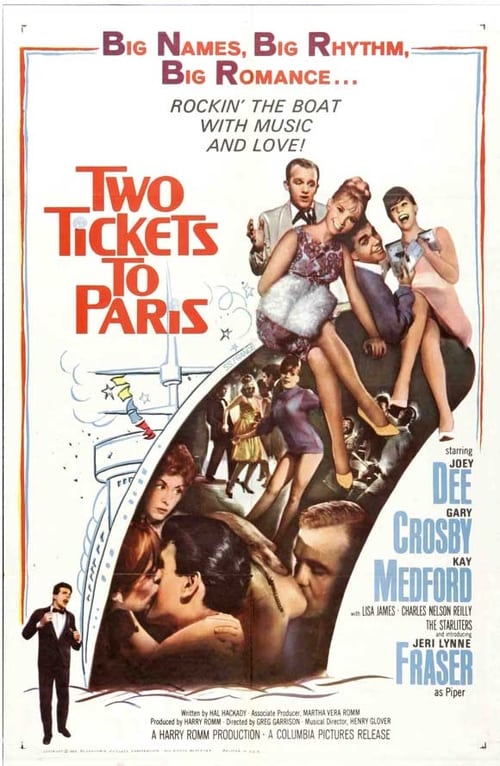 BIG NAMES, BIG RHYTHM,
BIG ROMANCE...
ROCKIN' THE BOAT
WITH MUSIC
AND LOVE!
TWO
TICKETS
TO
PARIS
starring
JOEY
DEE
GARY
CROSBY
KAY
MEDFORD
with LISA JAMES · CHARLES NELSON REILLY
THE STARLITERS
and introducing
JERI LYNNE
FRASER
as Piper
Written by HAL HACKADY · Associate Producer, MARTHA VERA ROMM
Produced by HARRY ROMM · Directed by GREG GARRISON · Musical Director, HENRY GLOVER
A HARRY ROMM PRODUCTION · A COLUMBIA PICTURES RELEASE